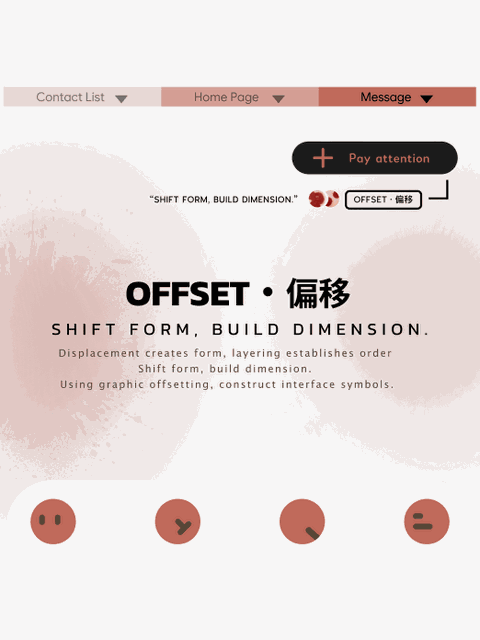 Contact List
Home Page
Message
Pay attention
"SHIFT FORM, BUILD DIMENSION."
OFFSET · 偏移
OFFSET · 偏移
SHIFT FORM, BUILD DIMENSION.
Displacement creates form, layering establishes order
Shift form, build dimension.
Using graphic offsetting, construct interface symbols.